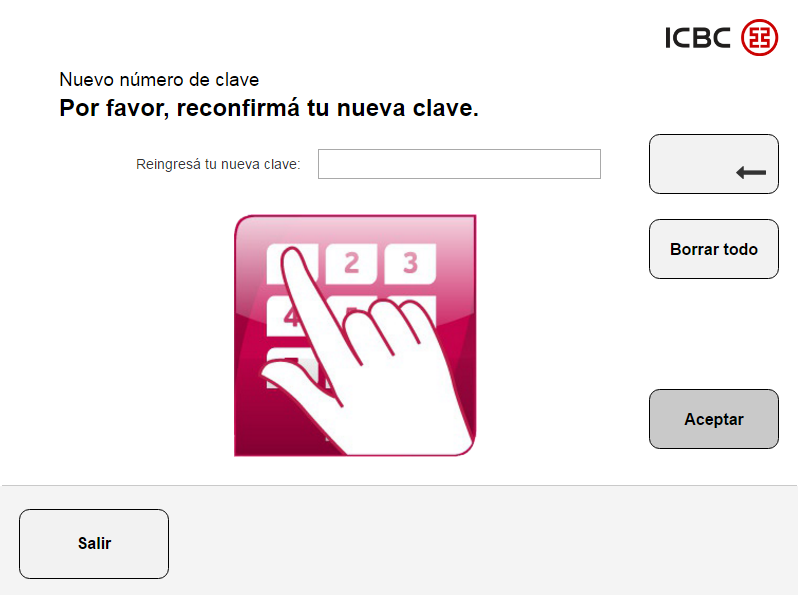 ICBC
Nuevo número de clave
Por favor, reconfirmá tu nueva clave.
Reingresá tu nueva clave:
Borrar todo
2 3
4
Aceptar
Salir